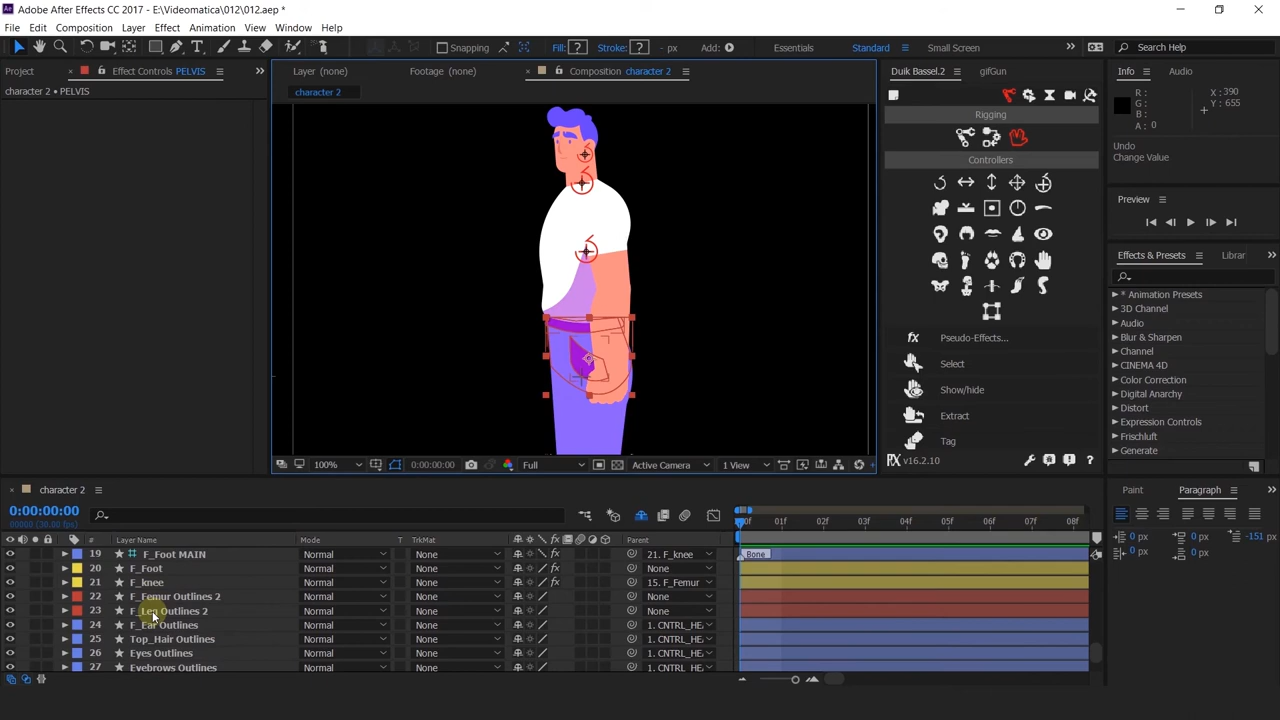 Adobe After Effects CC 2017 - E:\Videomatica\012\012.aep *
File Edit Composition Layer Effect Animation View Window Help
Snapping Fill: ? Stroke: ? - px Add: Essentials Standard Small Screen Search Help
Project Effect Controls PELVIS Layer (none) Footage (none) Composition character 2 Duik Bassel.2 gifGun Info Audio
character 2 • PELVIS
character 2
R: X: 390
G: Y: 655
B:
A: 0
Undo
Change Value
Rigging
Controllers
Preview
Effects & Presets Librar
* Animation Presets
3D Channel
Audio
Blur & Sharpen
Channel
CINEMA 4D
Color Correction
Digital Anarchy
Distort
Expression Controls
Frischluft
Generate
fx Pseudo-Effects...
Select
Show/hide
Extract
Tag
v16.2.10
100% 0:00:00:00 Full Active Camera 1 View
character 2
0:00:00:00
00000 (30.00 fps)
# Layer Name Mode T TrkMat Parent
0f 01f 02f 03f 04f 05f 06f 07f 08f
19 F_Foot MAIN Normal None 21. F_knee Bone
20 F_Foot Normal None None
21 F_knee Normal None 15. F_Femur
22 F_Femur Outlines 2 Normal None None
23 F_Leg Outlines 2 Normal None None
24 F_Ear Outlines Normal None 1. CNTRL_HE
25 Top_Hair Outlines Normal None 1. CNTRL_HE
26 Eyes Outlines Normal None 1. CNTRL_HE
27 Eyebrows Outlines Normal None 1. CNTRL_HE
Paint Paragraph
0 px 0 px -151 px
0 px 0 px